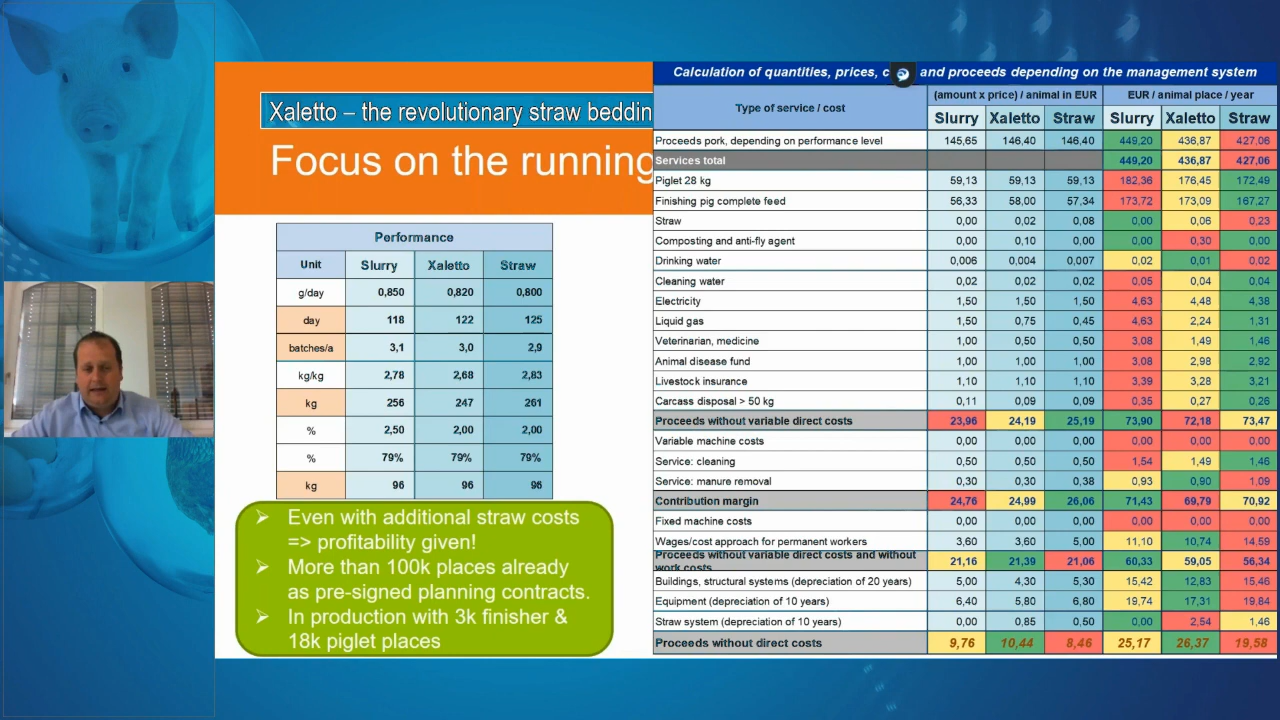 Xaletto – the revolutionary straw beddin
Focus on the running
Performance
Unit Slurry Xaletto Straw
g/day 0,850 0,820 0,800
day 118 122 125
batches/a 3,1 3,0 2,9
kg/kg 2,78 2,68 2,83
kg 256 247 261
% 2,50 2,00 2,00
% 79% 79% 79%
kg 96 96 96
Even with additional straw costs
=> profitability given!
More than 100k places already
as pre-signed planning contracts.
In production with 3k finisher &
18k piglet places
Calculation of quantities, prices, c and proceeds depending on the management system
Type of service / cost (amount x price) / animal in EUR EUR / animal place / year
Slurry Xaletto Straw Slurry Xaletto Straw
Proceeds pork, depending on performance level 145,65 146,40 146,40 449,20 436,87 427,06
Services total 449,20 436,87 427,06
Piglet 28 kg 59,13 59,13 59,13 182,36 176,45 172,49
Finishing pig complete feed 56,33 58,00 57,34 173,72 173,09 167,27
Straw 0,00 0,02 0,08 0,00 0,06 0,23
Composting and anti-fly agent 0,00 0,10 0,00 0,00 0,30 0,00
Drinking water 0,006 0,004 0,007 0,02 0,01 0,02
Cleaning water 0,02 0,02 0,02 0,05 0,04 0,04
Electricity 1,50 1,50 1,50 4,63 4,48 4,38
Liquid gas 1,50 0,75 0,45 4,63 2,24 1,31
Veterinarian, medicine 1,00 0,50 0,50 3,08 1,49 1,46
Animal disease fund 1,00 1,00 1,00 3,08 2,98 2,92
Livestock insurance 1,10 1,10 1,10 3,39 3,28 3,21
Carcass disposal > 50 kg 0,11 0,09 0,09 0,35 0,27 0,26
Proceeds without variable direct costs 23,96 24,19 25,19 73,90 72,18 73,47
Variable machine costs 0,00 0,00 0,00 0,00 0,00 0,00
Service: cleaning 0,50 0,50 0,50 1,54 1,49 1,46
Service: manure removal 0,30 0,30 0,38 0,93 0,90 1,09
Contribution margin 24,76 24,99 26,06 71,43 69,79 70,92
Fixed machine costs 0,00 0,00 0,00 0,00 0,00 0,00
Wages/cost approach for permanent workers 3,60 3,60 5,00 11,10 10,74 14,59
Proceeds without variable direct costs and without
work costs 21,16 21,39 21,06 60,33 59,05 56,34
Buildings, structural systems (depreciation of 20 years) 5,00 4,30 5,30 15,42 12,83 15,46
Equipment (depreciation of 10 years) 6,40 5,80 6,80 19,74 17,31 19,84
Straw system (depreciation of 10 years) 0,00 0,85 0,50 0,00 2,54 1,46
Proceeds without direct costs 9,76 10,44 8,46 25,17 26,37 19,58